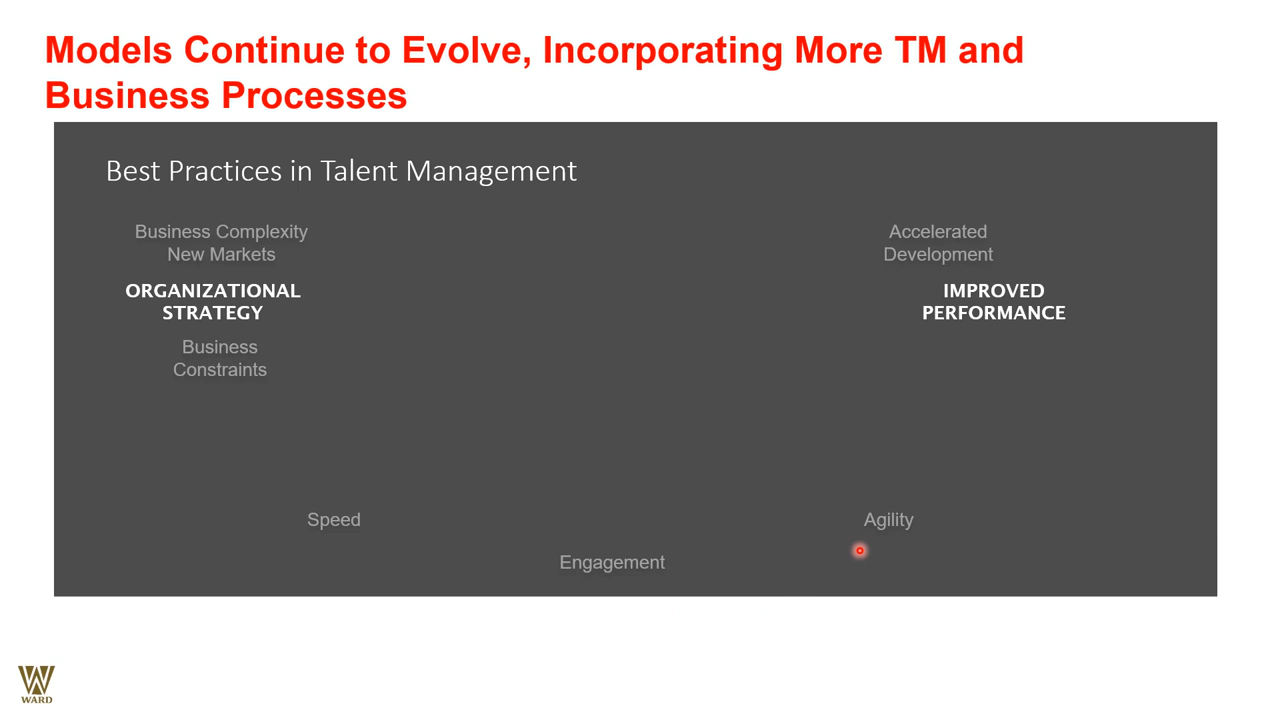 Models Continue to Evolve, Incorporating More TM and
Business Processes
Best Practices in Talent Management
Business Complexity
New Markets
ORGANIZATIONAL
STRATEGY
Business
Constraints
Accelerated
Development
IMPROVED
PERFORMANCE
Speed
Agility
Engagement
WARD